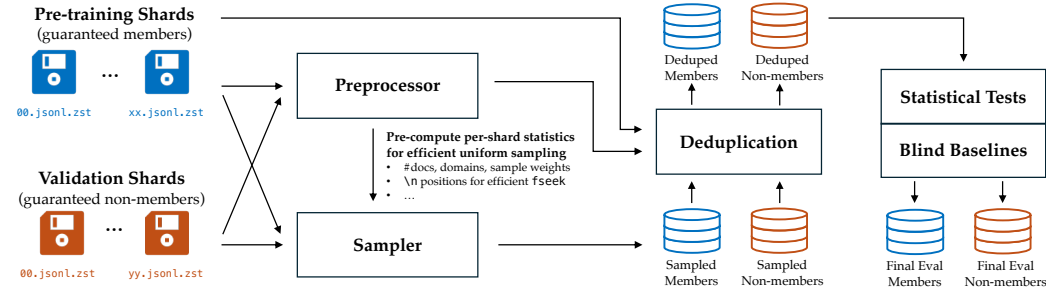 Pre-training Shards
(guaranteed members)
...
00.jsonl.zst
xx.jsonl.zst
Validation Shards
(guaranteed non-members)
...
00.jsonl.zst
yy.jsonl.zst
Preprocessor
Pre-compute per-shard statistics
for efficient uniform sampling
• #docs, domains, sample weights
• \n positions for efficient fseek
• ...
Sampler
Deduped
Members
Deduped
Non-members
Deduplication
Sampled
Members
Sampled
Non-members
Statistical Tests
Blind Baselines
Final Eval
Members
Final Eval
Non-members